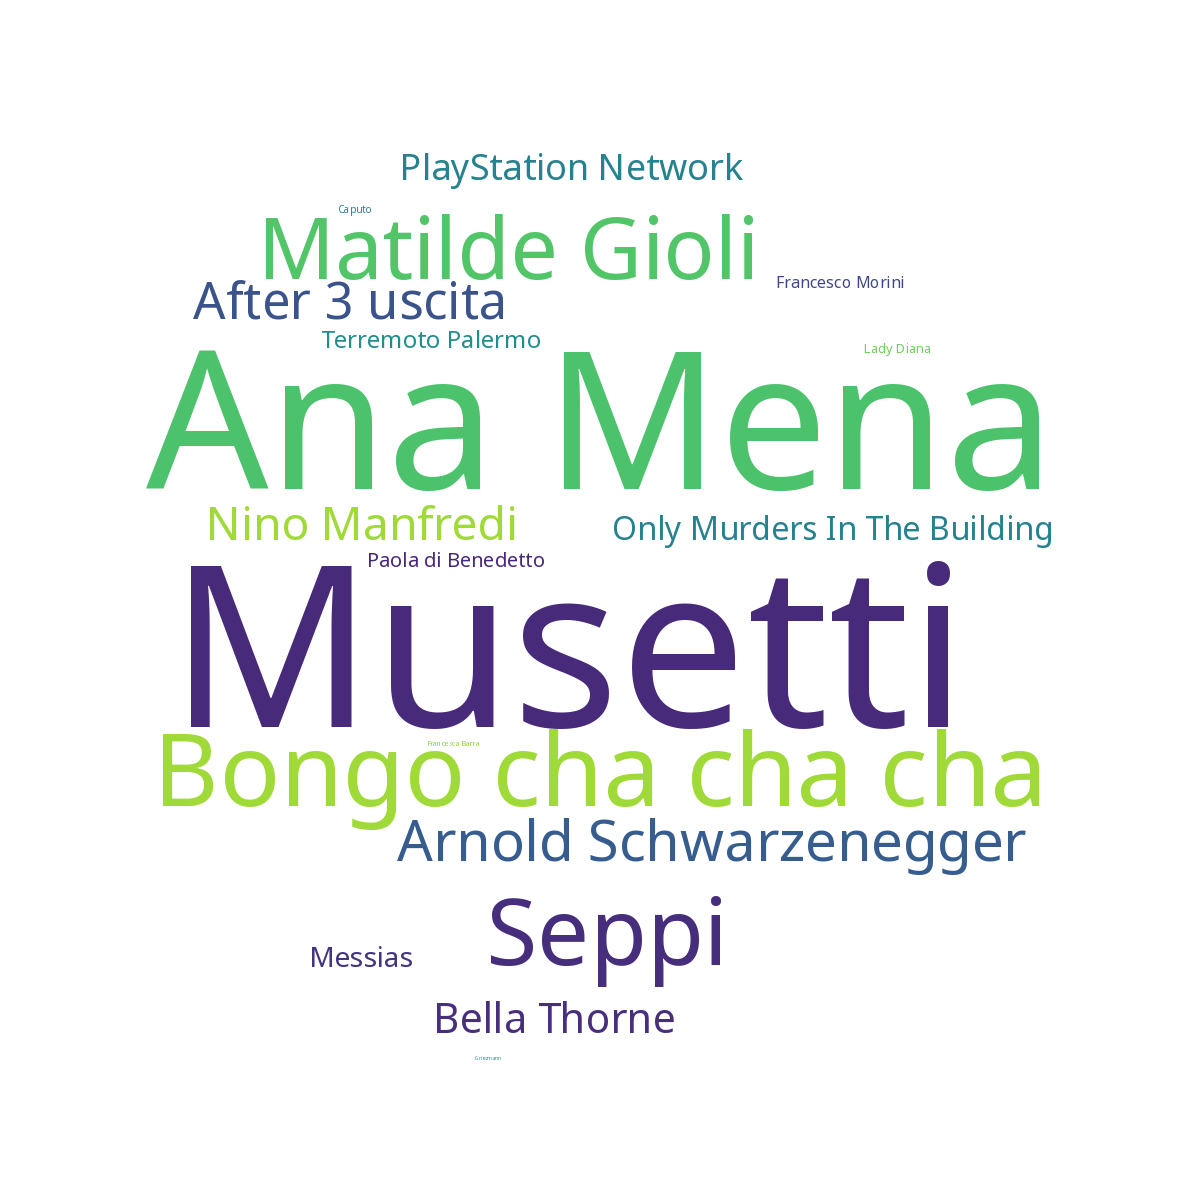 PlayStation Network
Caputo
Matilde Gioli
Francesco Morini
After 3 uscita
Terremoto Palermo
Lady Diana
Ana Mena
Nino Manfredi
Only Murders In The Building
Paola di Benedetto
Musetti
Francesca Barra
Bongo cha cha cha
Arnold Schwarzenegger
Seppi
Messias
Bella Thorne
Griezmann